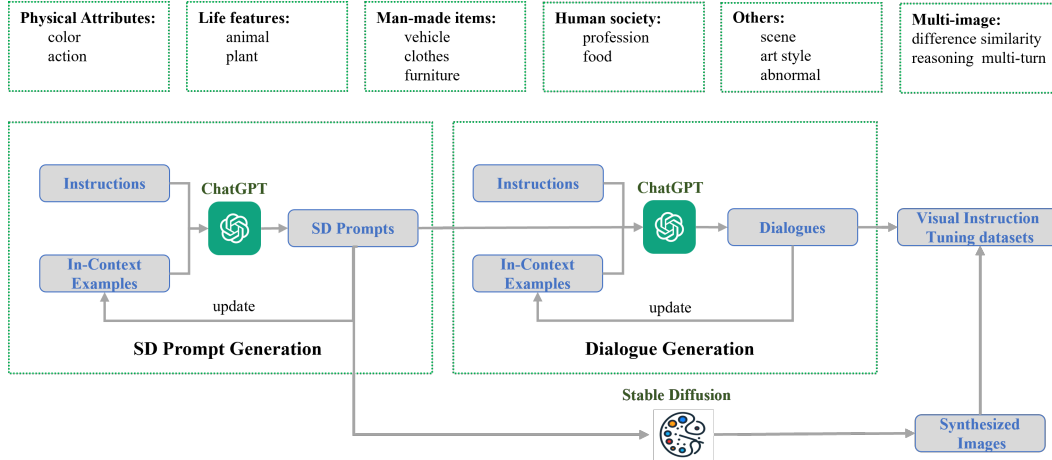 Physical Attributes:
color
action
Life features:
animal
plant
Man-made items:
vehicle
clothes
furniture
Human society:
profession
food
Others:
scene
art style
abnormal
Multi-image:
difference similarity
reasoning multi-turn
Instructions
ChatGPT
SD Prompts
In-Context
Examples
update
SD Prompt Generation
Instructions
ChatGPT
Dialogues
In-Context
Examples
update
Dialogue Generation
Visual Instruction
Tuning datasets
Stable Diffusion
Synthesized
Images